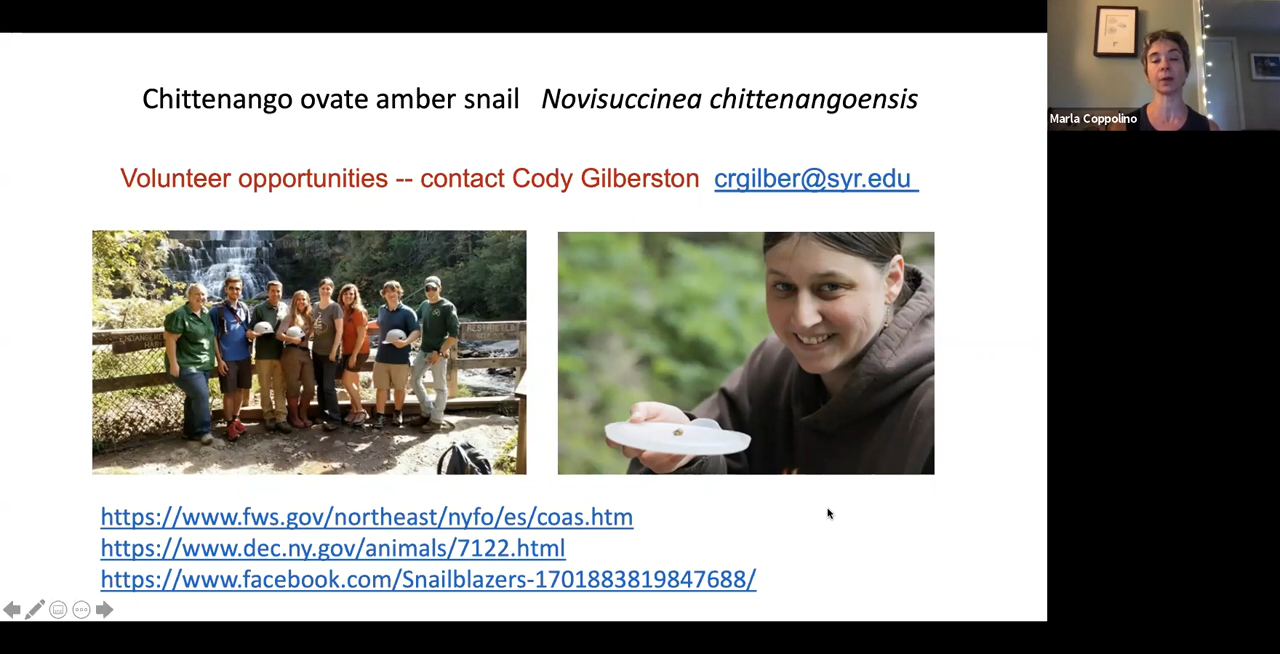 Chittenango ovate amber snail Novisuccinea chittenangoensis
Volunteer opportunities -- contact Cody Gilberston crgilber@syr.edu
https://www.fws.gov/northeast/nyfo/es/coas.htm
https://www.dec.ny.gov/animals/7122.html
https://www.facebook.com/Snailblazers-1701883819847688/
Marla Coppolino